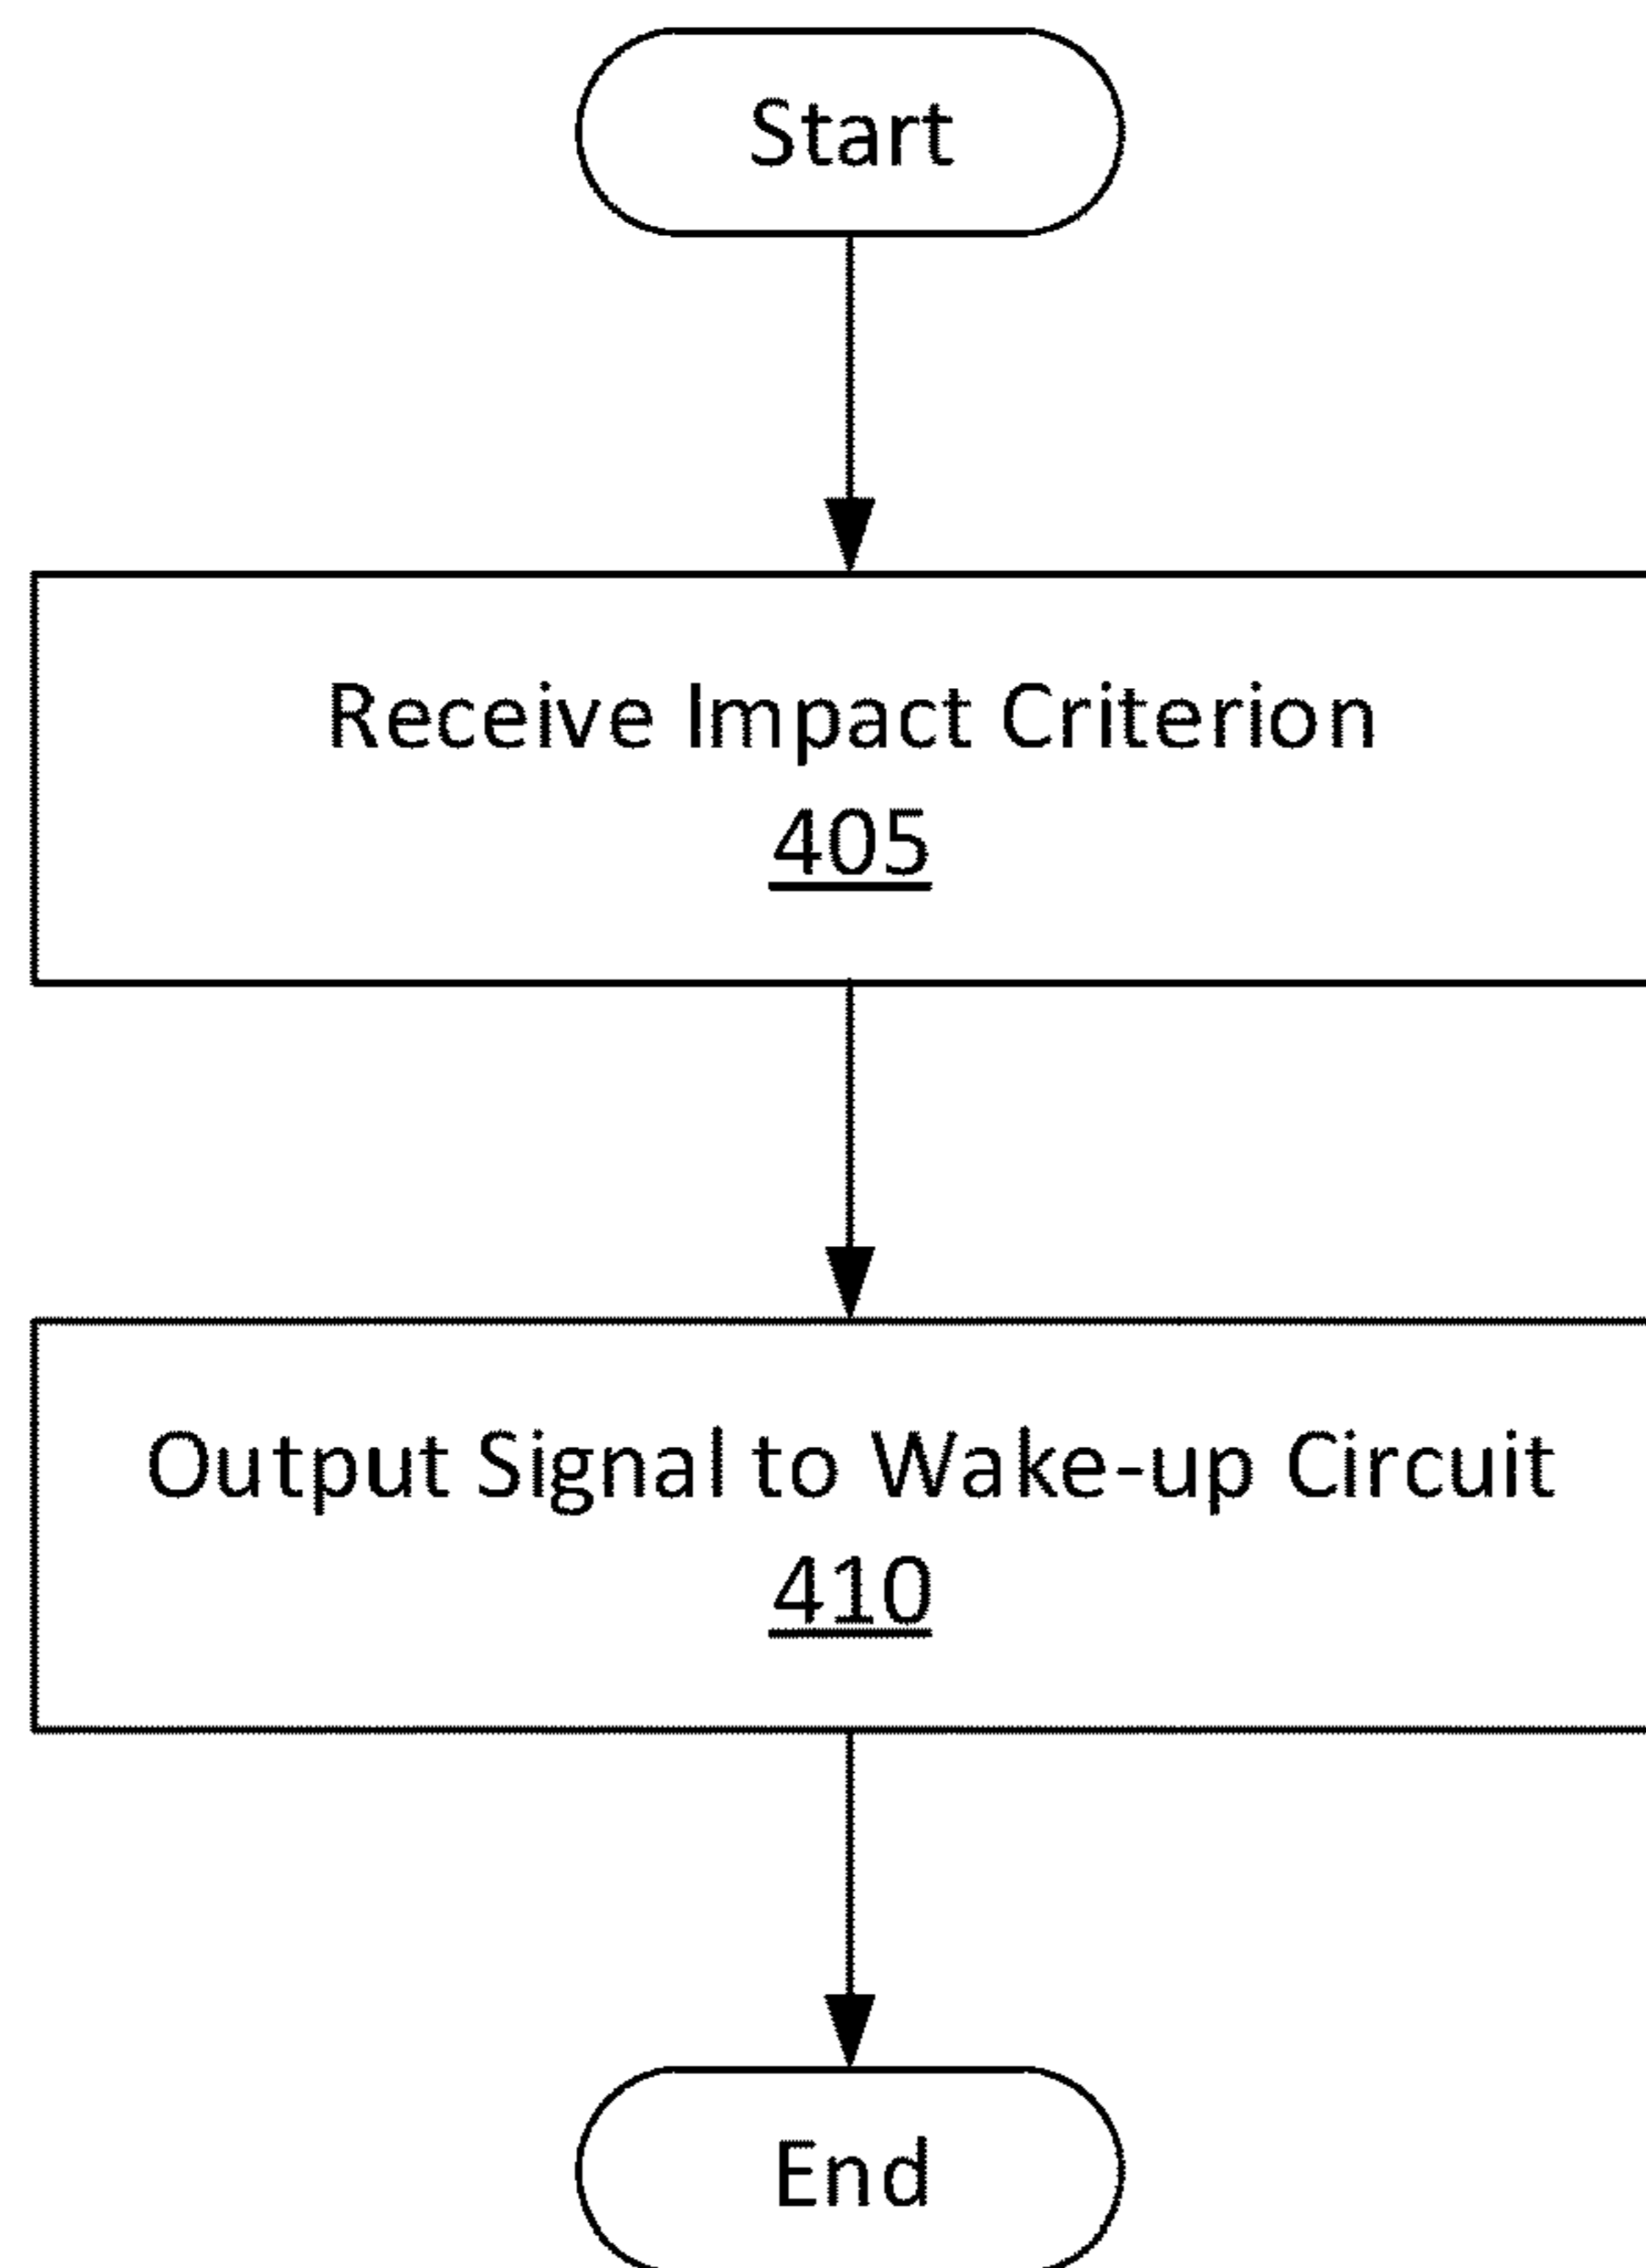 Start
Receive Impact Criterion
405
Output Signal to Wake-up Circuit
410
End